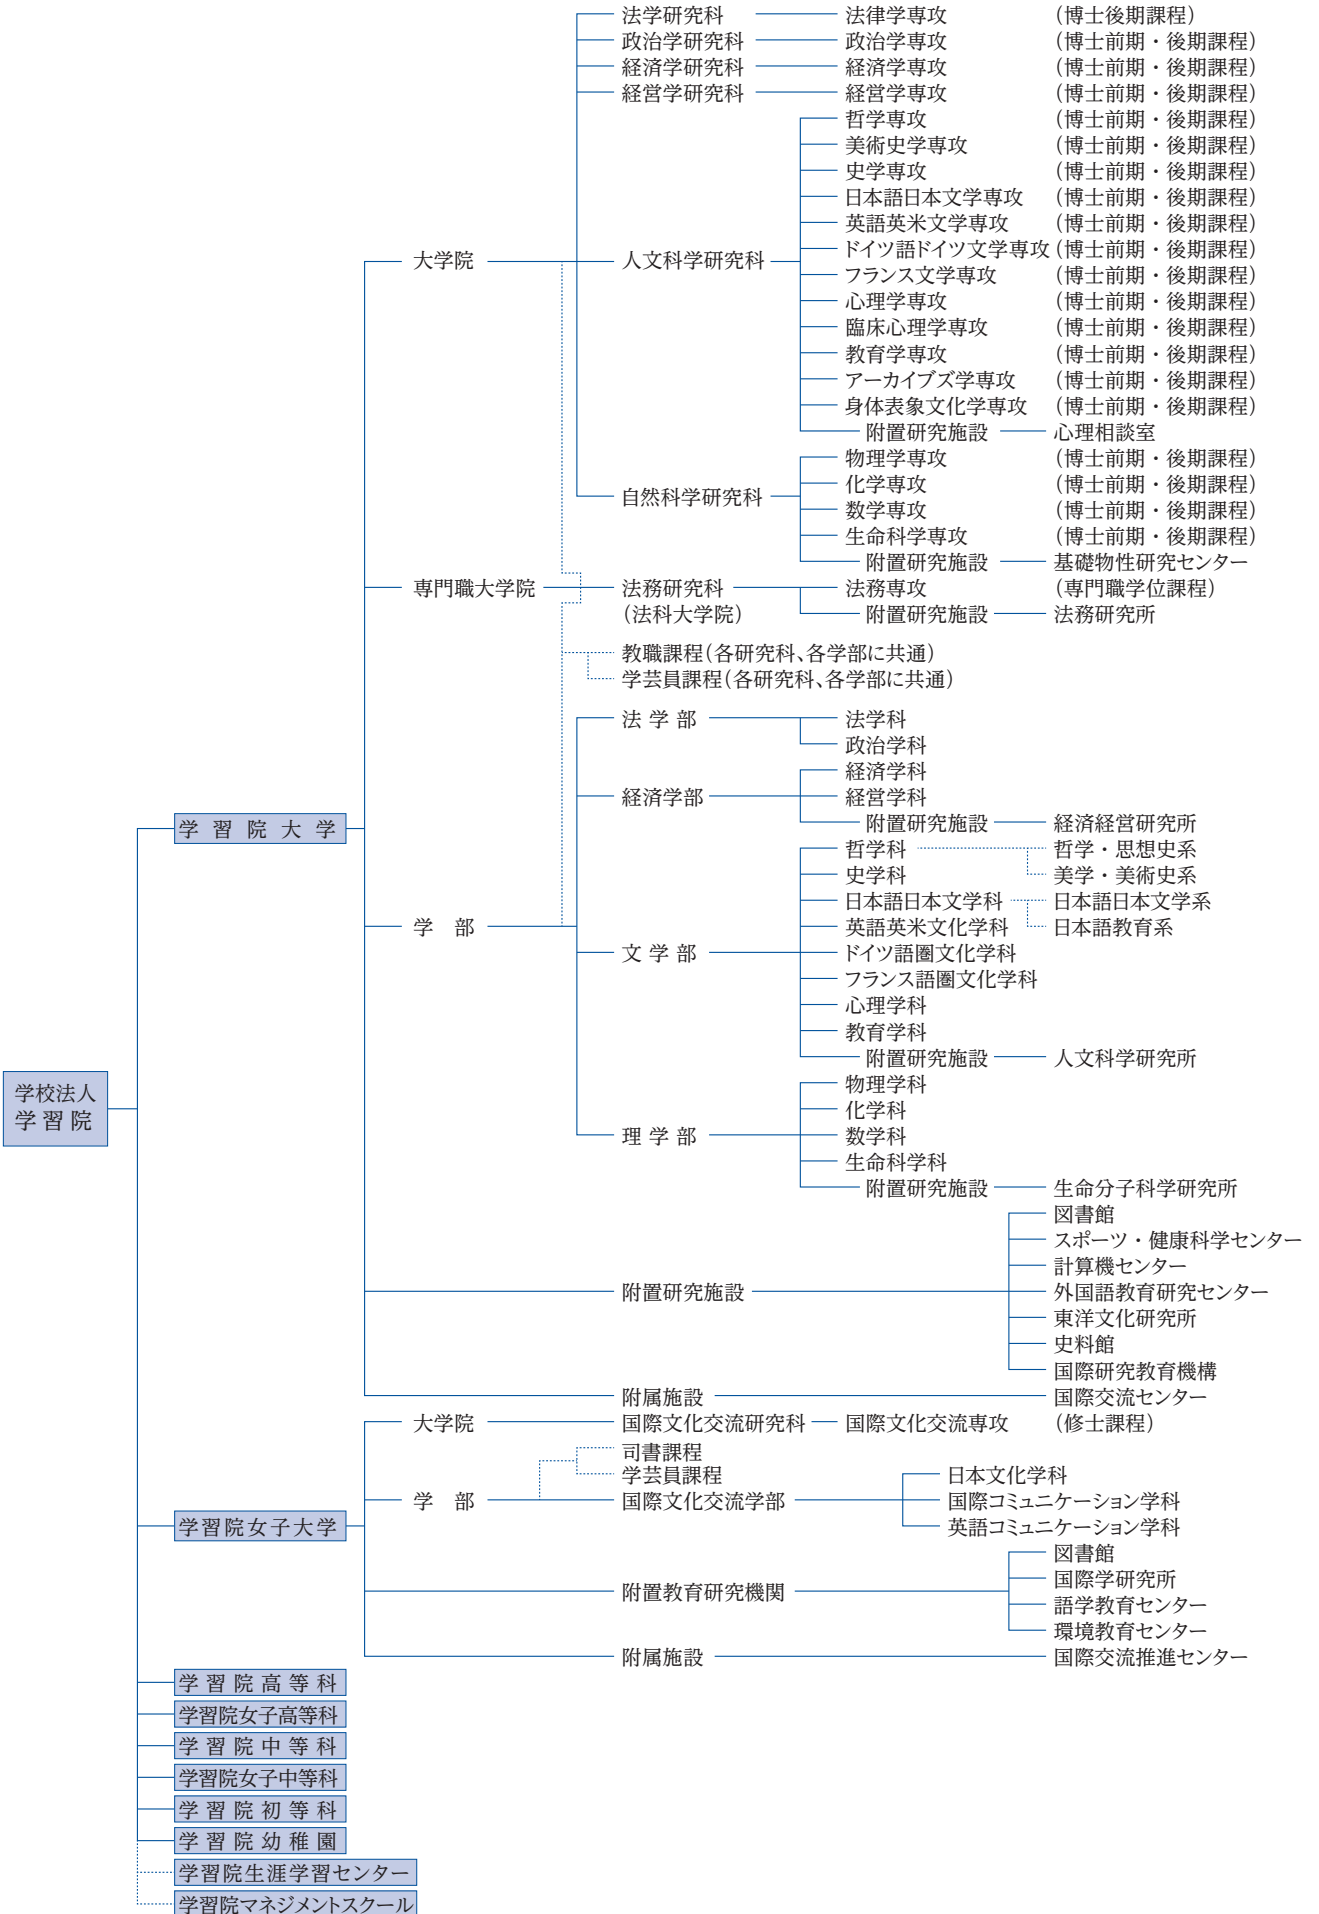 法学研究科 法律学専攻 (博士後期課程)
政治学研究科 政治学専攻 (博士前期・後期課程)
経済学研究科 経済学専攻 (博士前期・後期課程)
経営学研究科 経営学専攻 (博士前期・後期課程)
哲学専攻 (博士前期・後期課程)
美術史学専攻 (博士前期・後期課程)
史学専攻 (博士前期・後期課程)
日本語日本文学専攻 (博士前期・後期課程)
英語英米文学専攻 (博士前期・後期課程)
ドイツ語ドイツ文学専攻 (博士前期・後期課程)
大学院 人文科学研究科
フランス文学専攻 (博士前期・後期課程)
心理学専攻 (博士前期・後期課程)
臨床心理学専攻 (博士前期・後期課程)
教育学専攻 (博士前期・後期課程)
アーカイブズ学専攻 (博士前期・後期課程)
身体表象文化学専攻 (博士前期・後期課程)
附置研究施設 心理相談室
物理学専攻 (博士前期・後期課程)
化学専攻 (博士前期・後期課程)
自然科学研究科
数学専攻 (博士前期・後期課程)
生命科学専攻 (博士前期・後期課程)
附置研究施設 基礎物性研究センター
専門職大学院 法務研究科 法務専攻 (専門職学位課程)
(法科大学院) 附置研究施設 法務研究所
教職課程(各研究科、各学部に共通)
学芸員課程(各研究科、各学部に共通)
法学部 法学科
政治学科
経済学科
経済学部 経営学科
附置研究施設 経済経営研究所
学習院大学
哲学科 哲学・思想史系
史学科 美学・美術史系
日本語日本文学科 日本語日本文学系
学部 英語英米文化学科 日本語教育系
文学部 ドイツ語圏文化学科
フランス語圏文化学科
心理学科
教育学科
附置研究施設 人文科学研究所
物理学科
学校法人
学習院
化学科
理学部 数学科
生命科学科
附置研究施設 生命分子科学研究所
図書館
スポーツ・健康科学センター
計算機センター
附置研究施設 外国語教育研究センター
東洋文化研究所
史料館
国際研究教育機構
附属施設 国際交流センター
大学院 国際文化交流研究科 国際文化交流専攻 (修士課程)
司書課程
学芸員課程 日本文化学科
学部 国際文化交流学部 国際コミュニケーション学科
学習院女子大学 英語コミュニケーション学科
図書館
国際学研究所
附置教育研究機関
語学教育センター
環境教育センター
附属施設 国際交流推進センター
学習院高等科
学習院女子高等科
学習院中等科
学習院女子中等科
学習院初等科
学習院幼稚園
学習院生涯学習センター
学習院マネジメントスクール